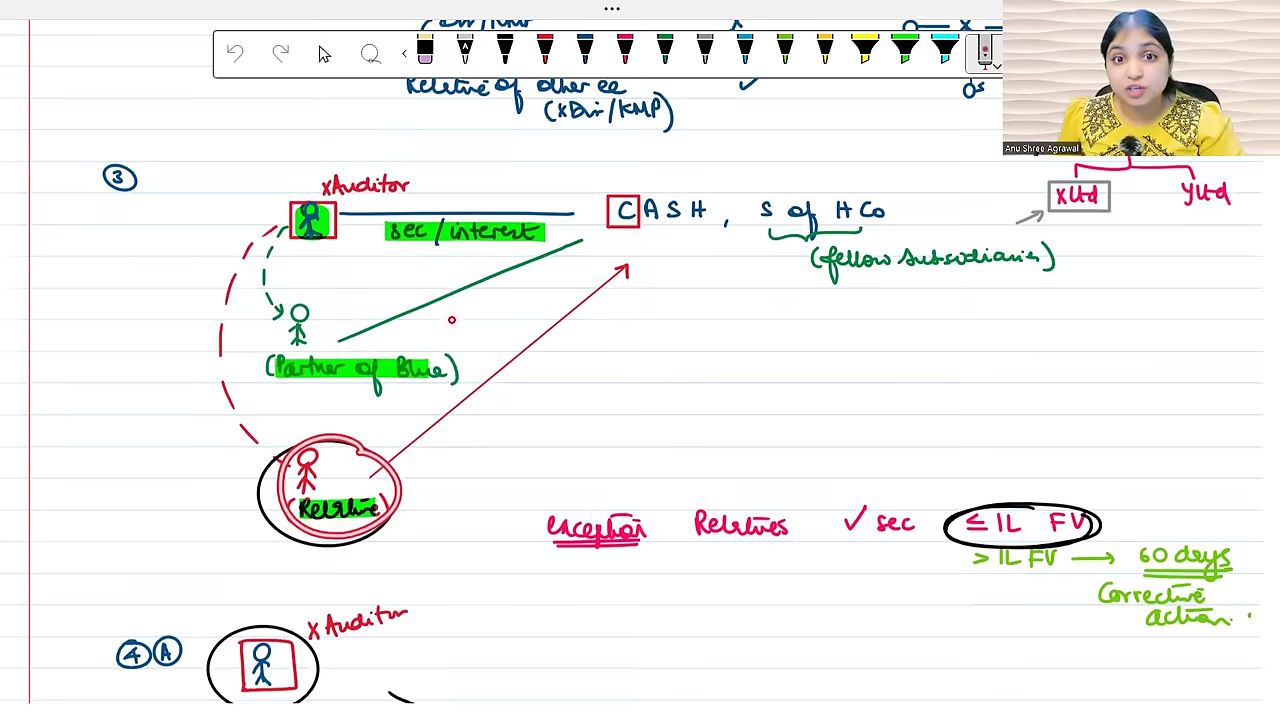 Relative of other ee
(x Dir/KMP)
Anu Shree Agrawal
③
x Auditor
sec/interest
C A S H , S of H Co
(fellow subsidiaries)
x Ltd
y Ltd
(Partner of Blue)
(Relative)
exception Relatives ✓ sec ≤ 1L FV
> 1L FV → 60 days
Corrective
action.
④ Ⓐ
x Auditor